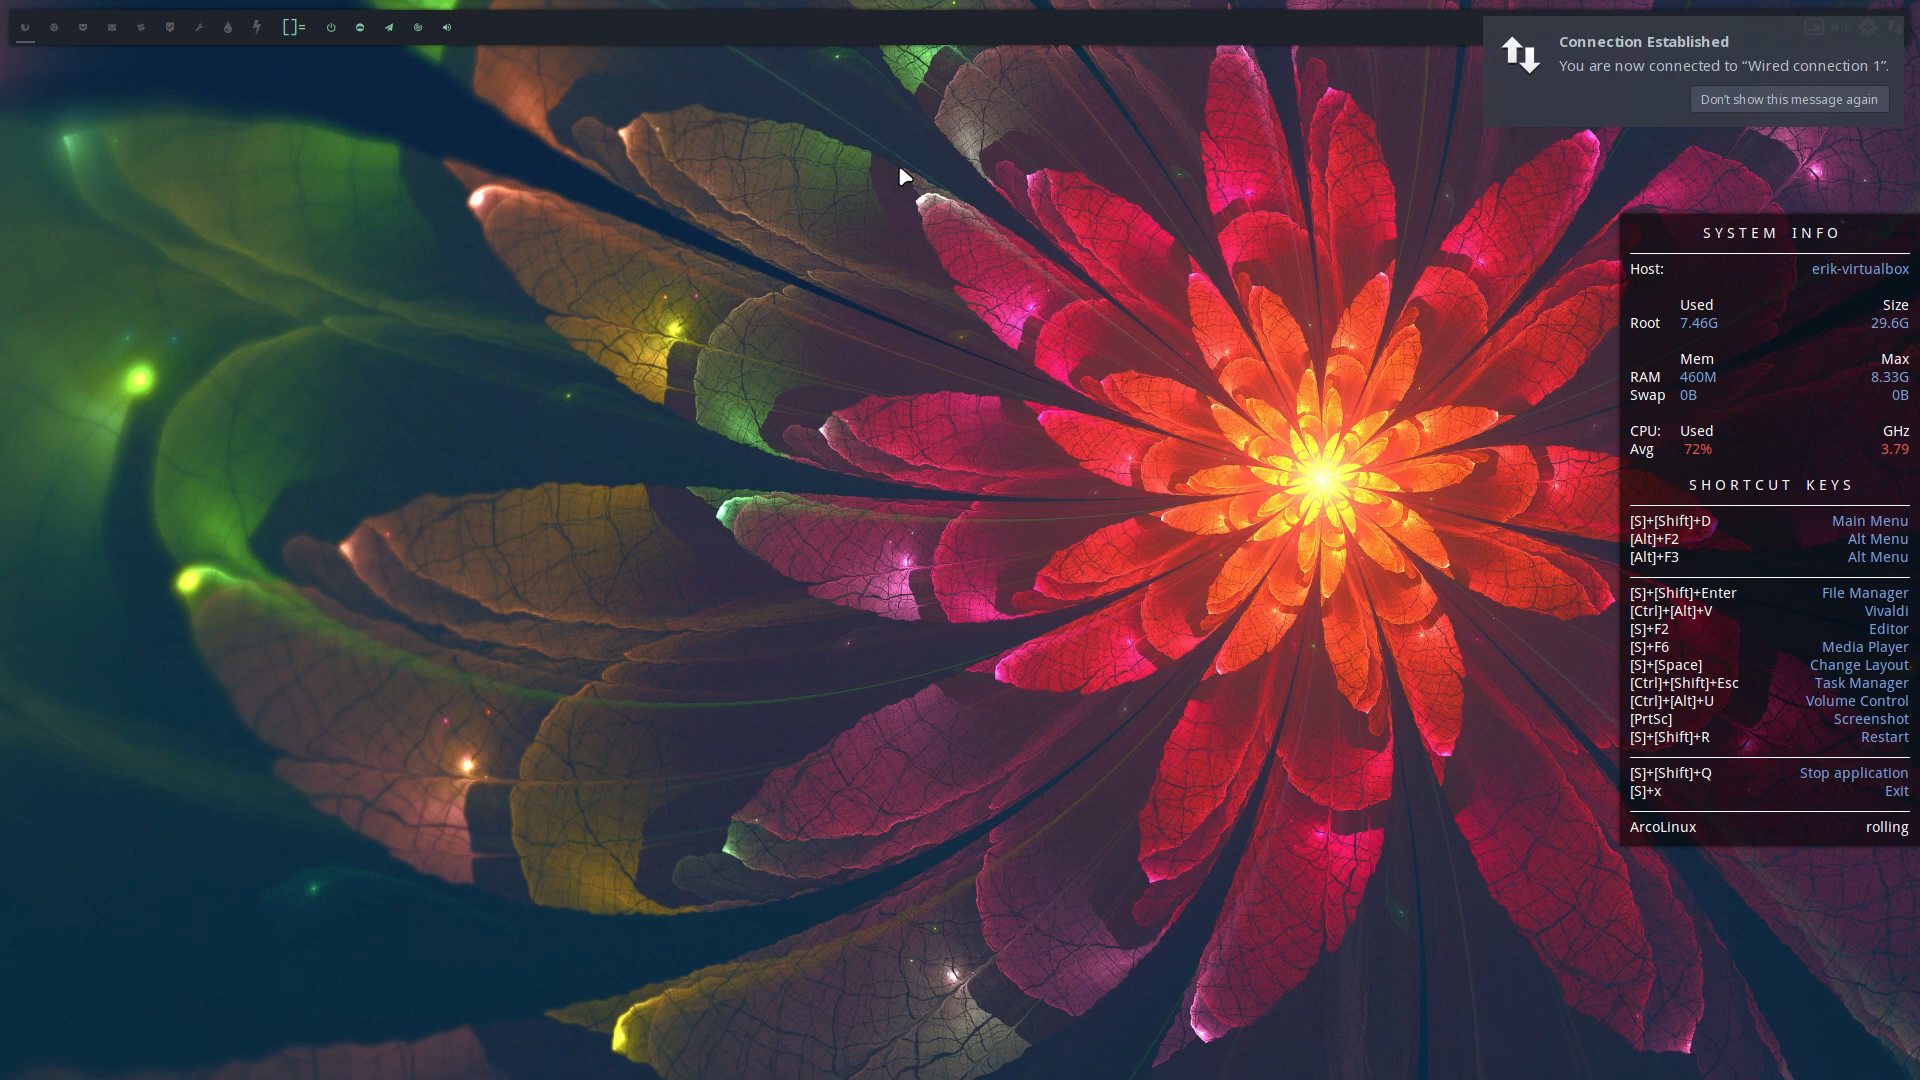 []=
Connection Established
You are now connected to “Wired connection 1”.
Don't show this message again
SYSTEM INFO
Host: erik-virtualbox
Used Size
Root 7.46G 29.6G
Mem Max
RAM 460M 8.33G
Swap 0B 0B
CPU: Used GHz
Avg 72% 3.79
SHORTCUT KEYS
[S]+[Shift]+D Main Menu
[Alt]+F2 Alt Menu
[Alt]+F3 Alt Menu
[S]+[Shift]+Enter File Manager
[Ctrl]+[Alt]+V Vivaldi
[S]+F2 Editor
[S]+F6 Media Player
[S]+[Space] Change Layout
[Ctrl]+[Shift]+Esc Task Manager
[Ctrl]+[Alt]+U Volume Control
[PrtSc] Screenshot
[S]+[Shift]+R Restart
[S]+[Shift]+Q Stop application
[S]+x Exit
ArcoLinux rolling